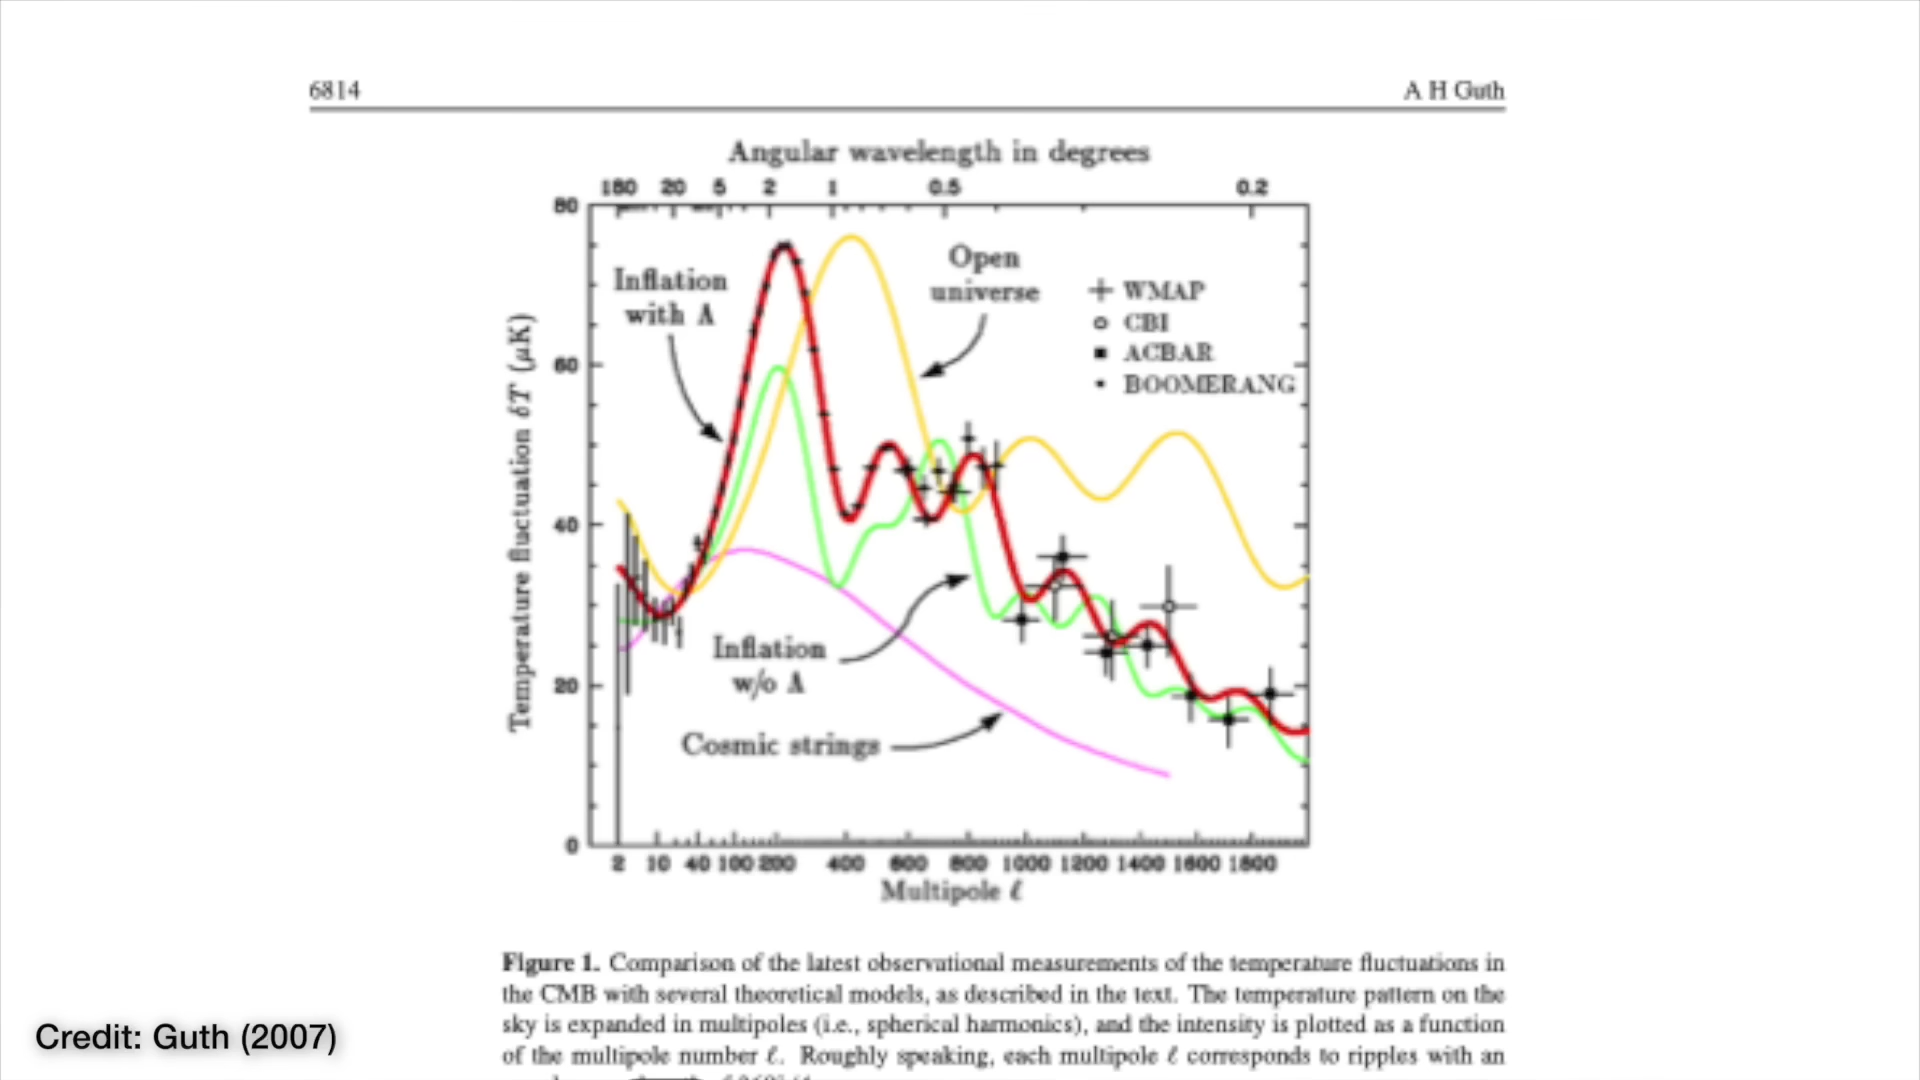 6814
A H Guth
Angular wavelength in degrees
180 20 5 2 1 0.5 0.2
80
Open
universe
Inflation
with Λ
WMAP
CBI
ACBAR
BOOMERANG
60
Temperature fluctuation δT (μK)
40
Inflation
w/o Λ
20
Cosmic strings
0
2 10 40 100 200 400 600 800 1000 1200 1400 1600 1800
Multipole ℓ
Figure 1. Comparison of the latest observational measurements of the temperature fluctuations in
the CMB with several theoretical models, as described in the text. The temperature pattern on the
sky is expanded in multipoles (i.e., spherical harmonics), and the intensity is plotted as a function
of the multipole number ℓ. Roughly speaking, each multipole ℓ corresponds to ripples with an
Credit: Guth (2007)